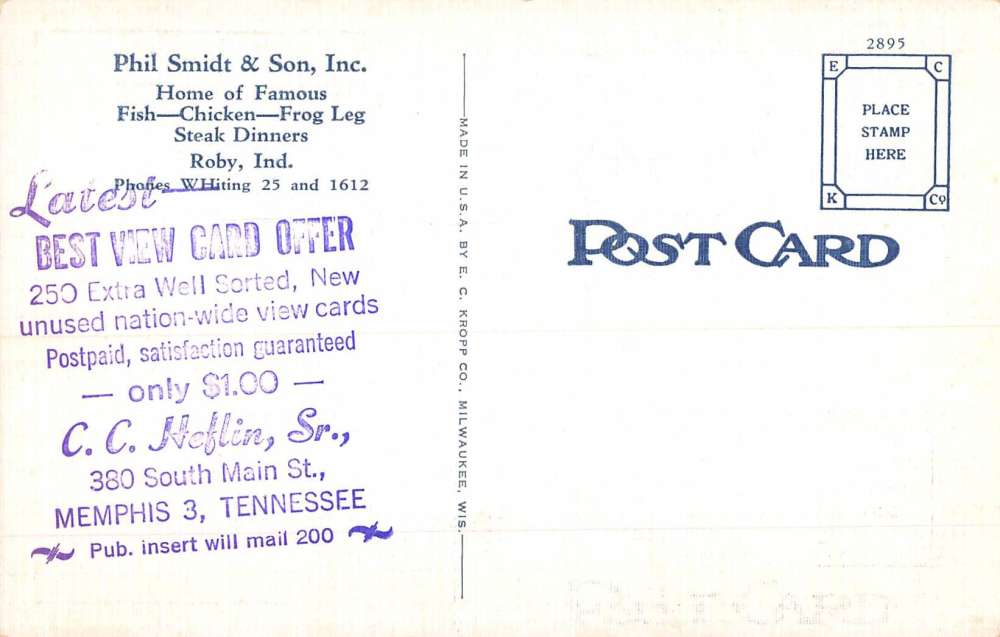 Phil Smidt & Son, Inc.
Home of Famous
Fish—Chicken—Frog Leg
Steak Dinners
Roby, Ind.
Phones WHiting 25 and 1612
Latest
BEST VIEW CARD OFFER
250 Extra Well Sorted, New
unused nation-wide view cards
Postpaid, satisfaction guaranteed
— only $1.00 —
C. C. Heflin, Sr.,
380 South Main St.,
MEMPHIS 3, TENNESSEE
Pub. insert will mail 200
MADE IN U.S.A. BY E. C. KROPP CO., MILWAUKEE, WIS.
2895
E C
PLACE
STAMP
HERE
K Co
POST CARD